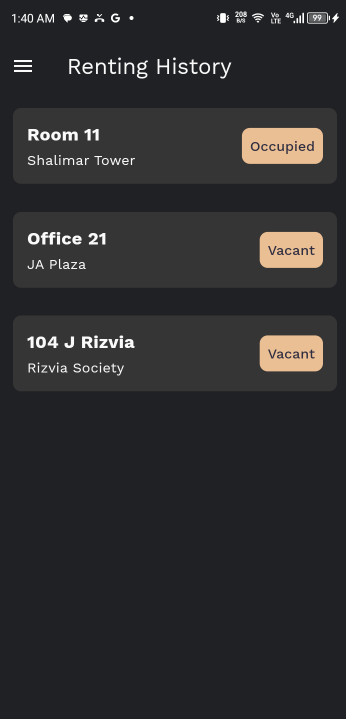 1:40 AM
208 B/S Vo LTE 4G 99
Renting History
Room 11
Shalimar Tower
Occupied
Office 21
JA Plaza
Vacant
104 J Rizvia
Rizvia Society
Vacant